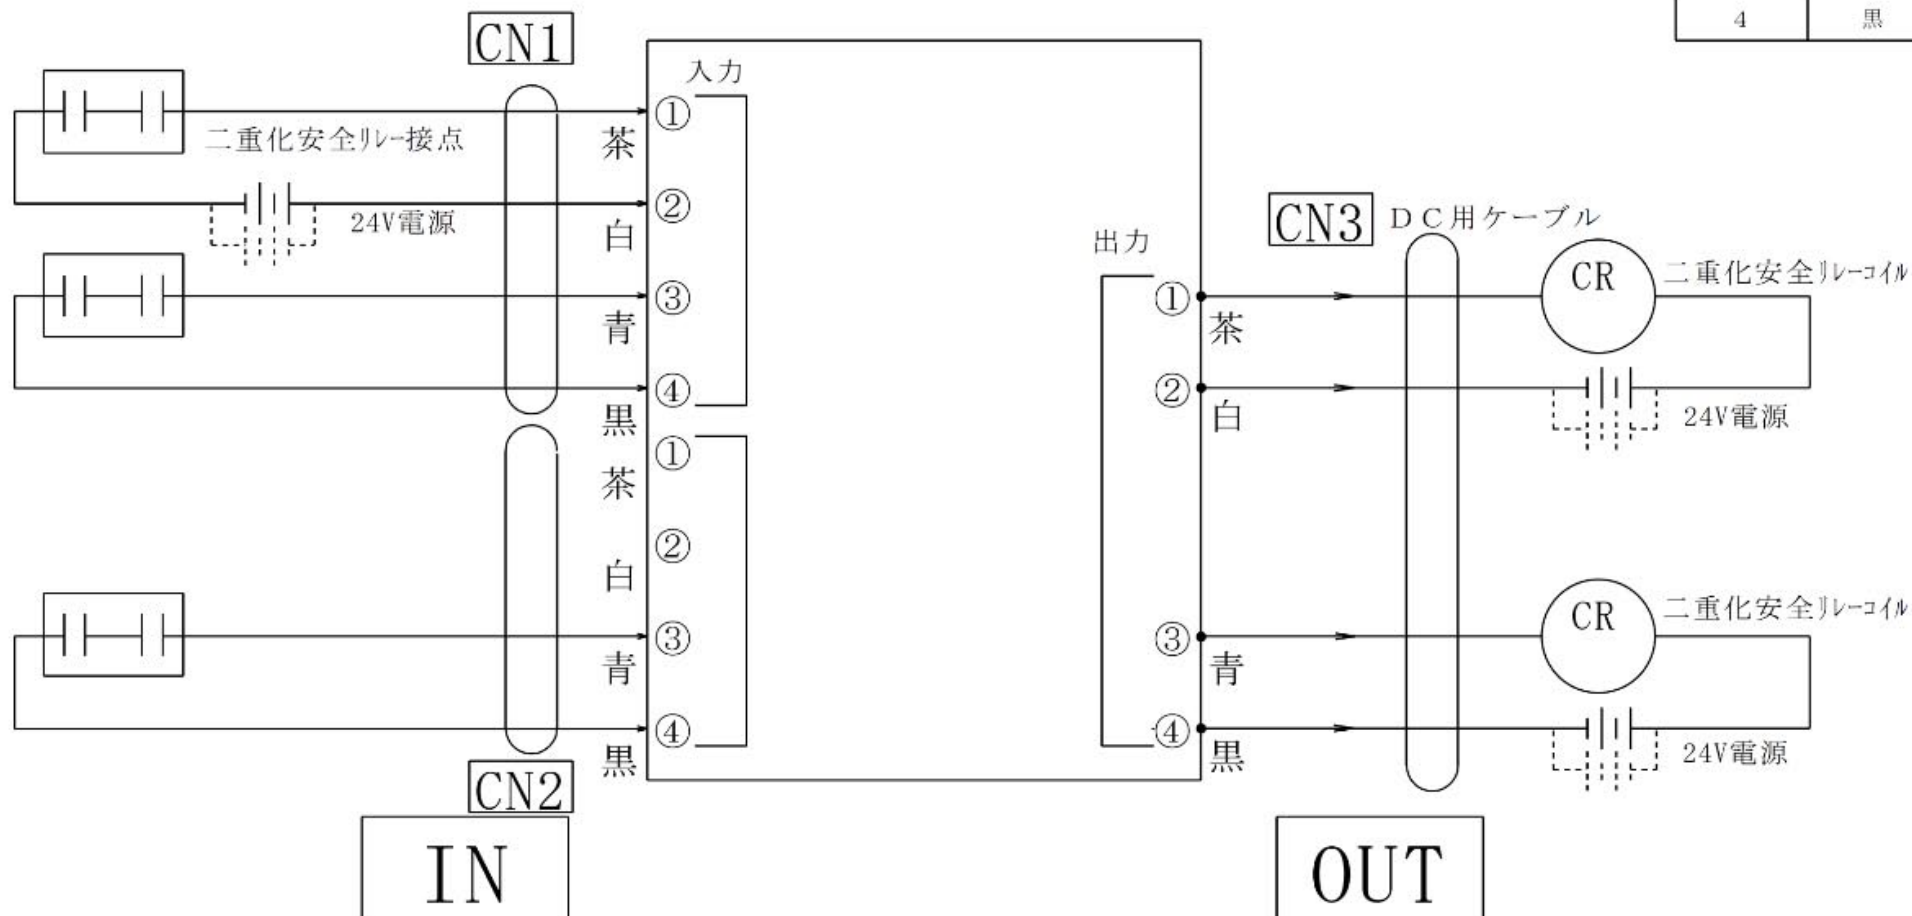 4 黒
CN1
入力
①
茶
二重化安全ﾘﾚｰ接点
②
白
24V電源
③
青
④
黒
①
茶
②
白
③
青
④
黒
CN2
IN
CN3 DC用ケーブル
出力
①
茶
CR
二重化安全ﾘﾚｰｺｲﾙ
②
白
24V電源
③
青
CR
二重化安全ﾘﾚｰｺｲﾙ
④
黒
24V電源
OUT